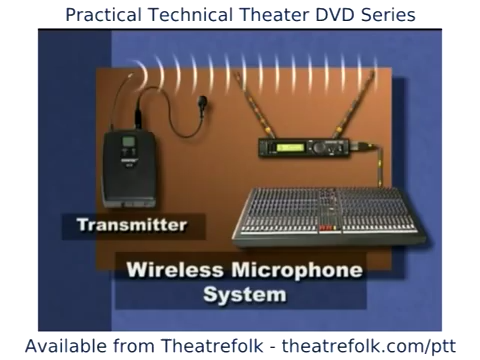 Practical Technical Theater DVD Series
Transmitter
Wireless Microphone
System
Available from Theatrefolk - theatrefolk.com/ptt